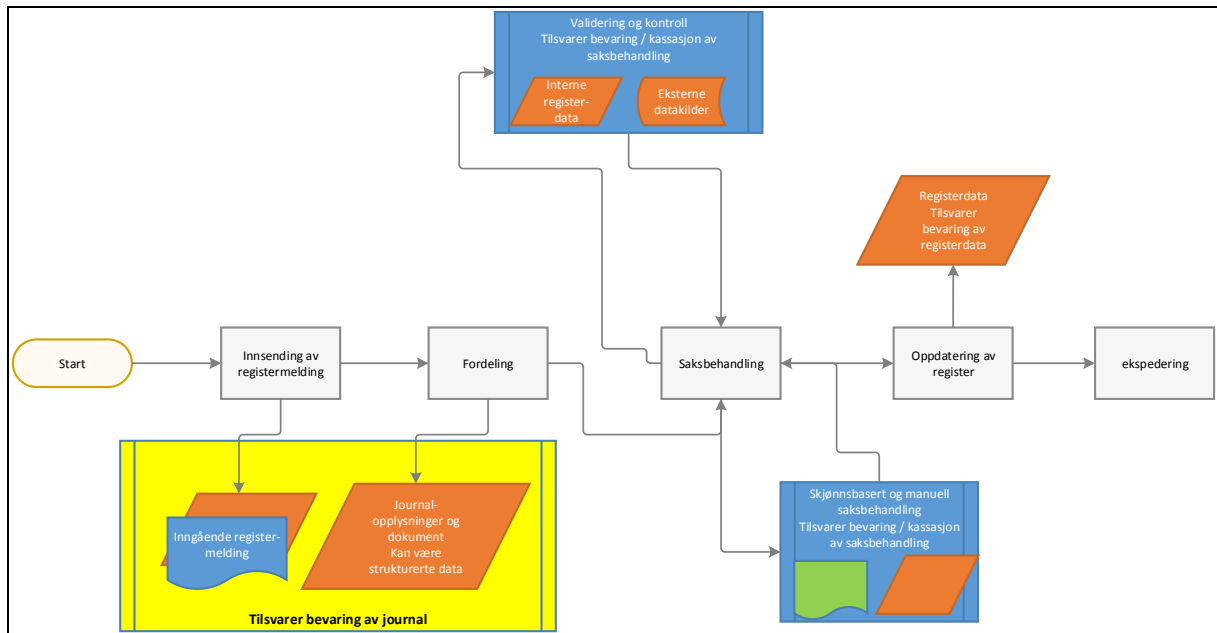 Validering og kontroll
Tilsvarer bevaring / kassasjon av
saksbehandling
Interne
register-
data
Eksterne
datakilder
Registerdata
Tilsvarer
bevaring av
registerdata
Start
Innsending av
registermelding
Fordeling
Saksbehandling
Oppdatering av
register
ekspedering
Inngående register-
melding
Journal-
opplysninger og
dokument
Kan være
strukturerte data
Tilsvarer bevaring av journal
Skjønnsbasert og manuell
saksbehandling
Tilsvarer bevaring / kassasjon
av saksbehandling